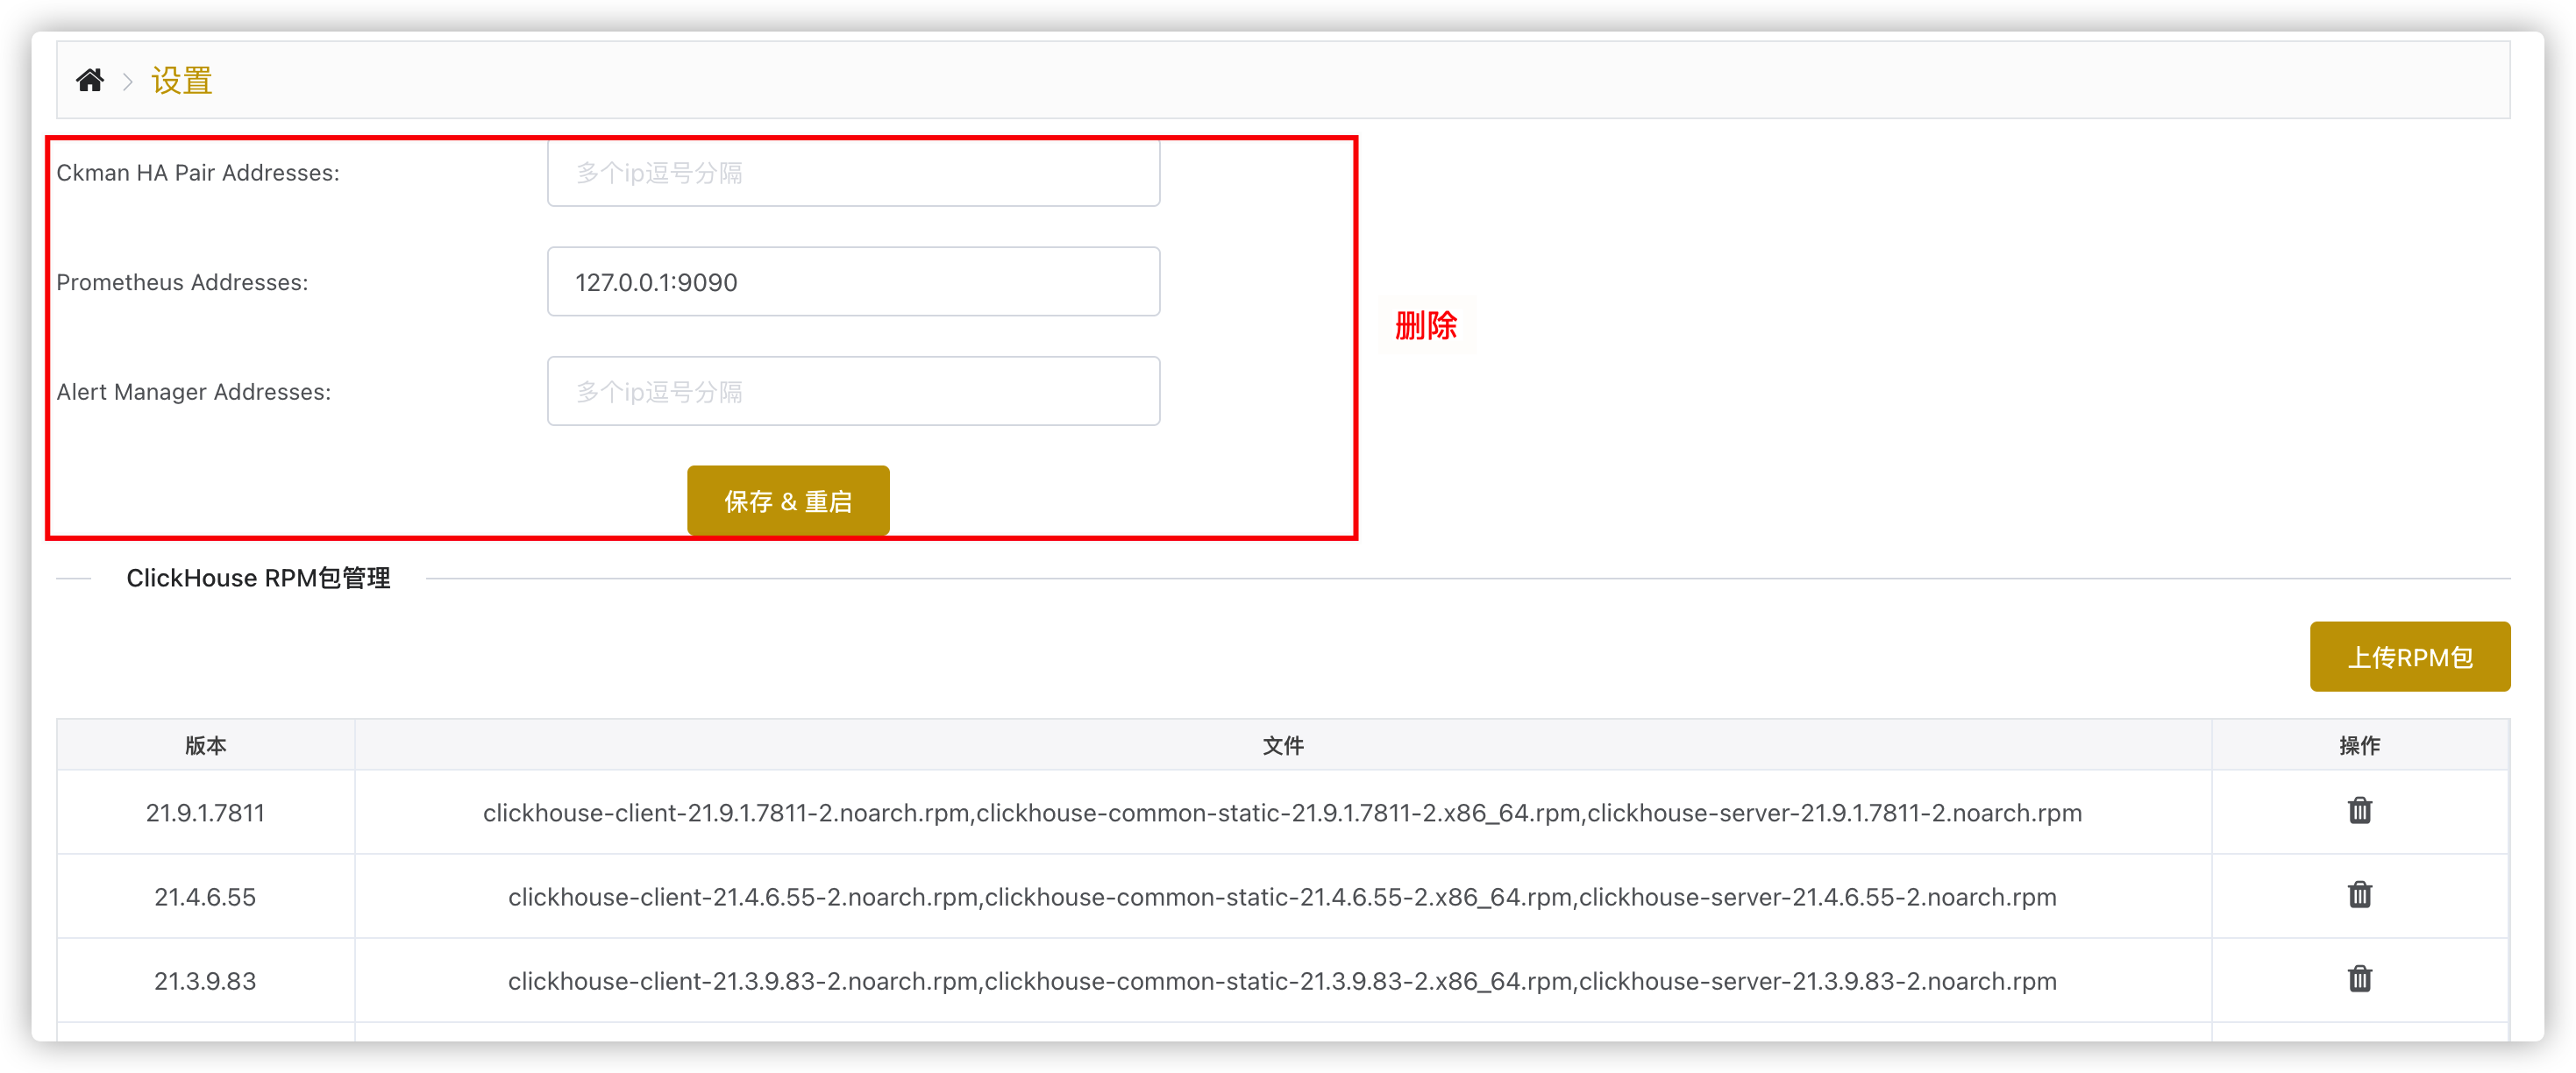 设置
Ckman HA Pair Addresses: 多个ip逗号分隔
Prometheus Addresses: 127.0.0.1:9090
删除
Alert Manager Addresses: 多个ip逗号分隔
保存 & 重启
ClickHouse RPM包管理
上传RPM包
版本 文件 操作
21.9.1.7811 clickhouse-client-21.9.1.7811-2.noarch.rpm,clickhouse-common-static-21.9.1.7811-2.x86_64.rpm,clickhouse-server-21.9.1.7811-2.noarch.rpm
21.4.6.55 clickhouse-client-21.4.6.55-2.noarch.rpm,clickhouse-common-static-21.4.6.55-2.x86_64.rpm,clickhouse-server-21.4.6.55-2.noarch.rpm
21.3.9.83 clickhouse-client-21.3.9.83-2.noarch.rpm,clickhouse-common-static-21.3.9.83-2.x86_64.rpm,clickhouse-server-21.3.9.83-2.noarch.rpm